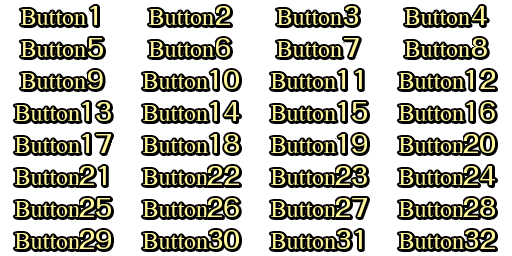 Button1 Button2 Button3 Button4
Button5 Button6 Button7 Button8
Button9 Button10 Button11 Button12
Button13 Button14 Button15 Button16
Button17 Button18 Button19 Button20
Button21 Button22 Button23 Button24
Button25 Button26 Button27 Button28
Button29 Button30 Button31 Button32